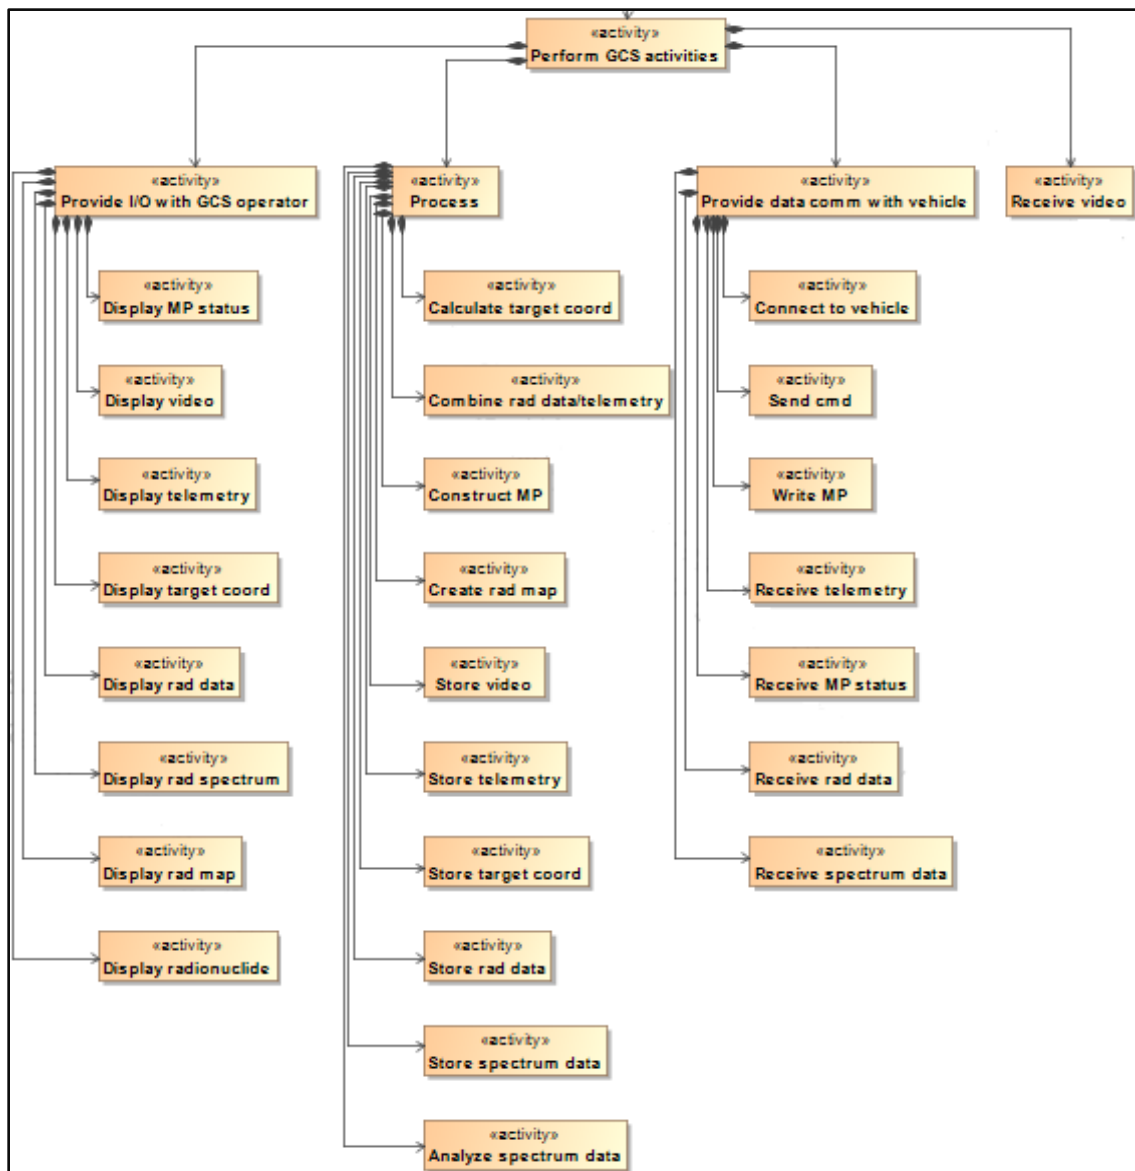 «activity»
Perform GCS activities
«activity»
Provide I/O with GCS operator
«activity»
Process
«activity»
Provide data comm with vehicle
«activity»
Receive video
«activity»
Display MP status
«activity»
Display video
«activity»
Display telemetry
«activity»
Display target coord
«activity»
Display rad data
«activity»
Display rad spectrum
«activity»
Display rad map
«activity»
Display radionuclide
«activity»
Calculate target coord
«activity»
Combine rad data/telemetry
«activity»
Construct MP
«activity»
Create rad map
«activity»
Store video
«activity»
Store telemetry
«activity»
Store target coord
«activity»
Store rad data
«activity»
Store spectrum data
«activity»
Analyze spectrum data
«activity»
Connect to vehicle
«activity»
Send cmd
«activity»
Write MP
«activity»
Receive telemetry
«activity»
Receive MP status
«activity»
Receive rad data
«activity»
Receive spectrum data